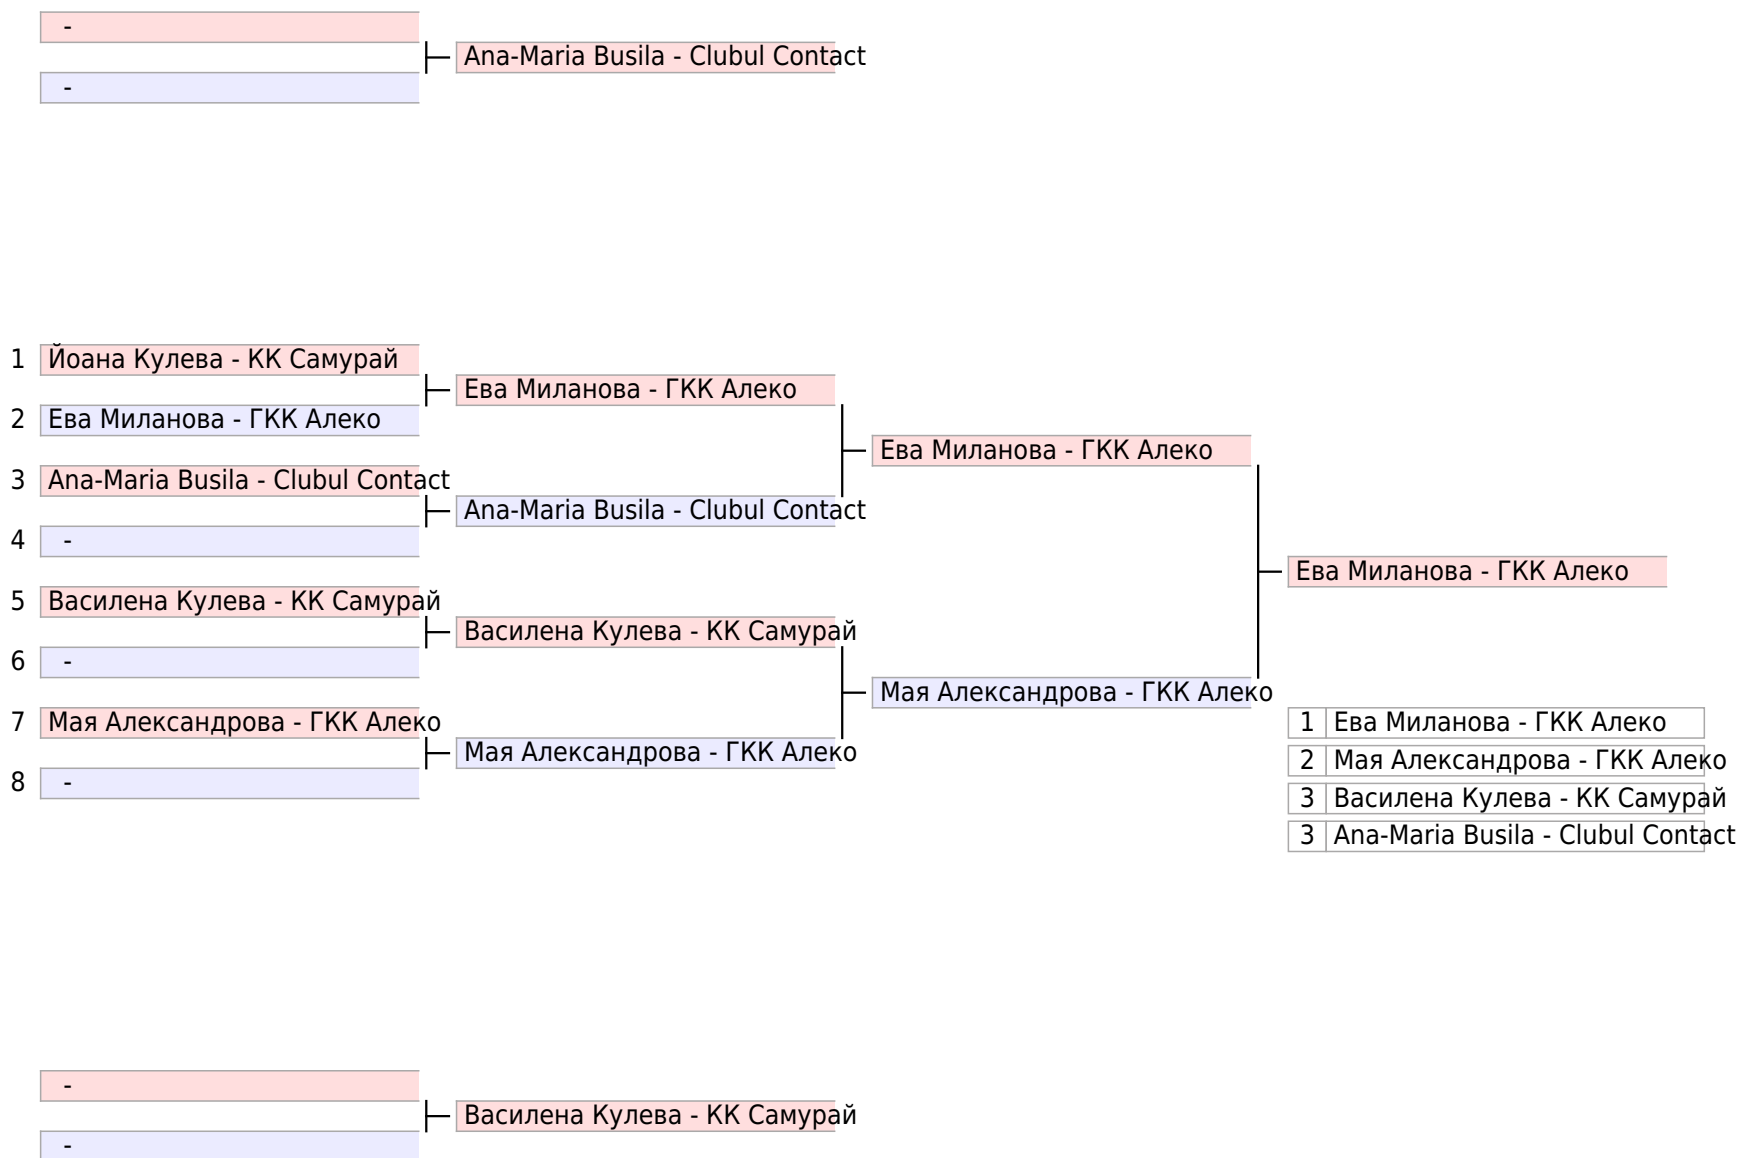 -
Ana-Maria Busila - Clubul Contact
-
1 Йоана Кулева - КК Самурай
Ева Миланова - ГКК Алеко
2 Ева Миланова - ГКК Алеко
Ева Миланова - ГКК Алеко
3 Ana-Maria Busila - Clubul Contact
Ana-Maria Busila - Clubul Contact
4 -
Ева Миланова - ГКК Алеко
5 Василена Кулева - КК Самурай
Василена Кулева - КК Самурай
6 -
Мая Александрова - ГКК Алеко
7 Мая Александрова - ГКК Алеко
Мая Александрова - ГКК Алеко
8 -
1 Ева Миланова - ГКК Алеко
2 Мая Александрова - ГКК Алеко
3 Василена Кулева - КК Самурай
3 Ana-Maria Busila - Clubul Contact
-
Василена Кулева - КК Самурай
-